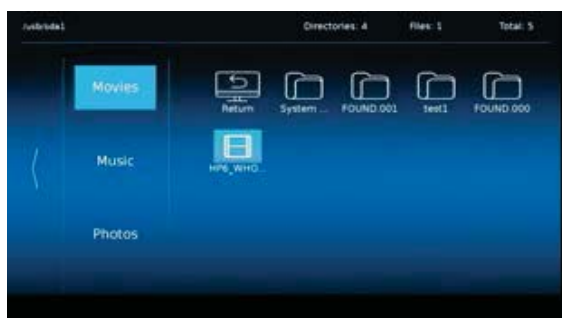 /usb/sda1 Directories: 4 Files: 1 Total: 5
Movies
Return System ... FOUND.001 test1 FOUND.000
Music
HP6_WHO...
Photos